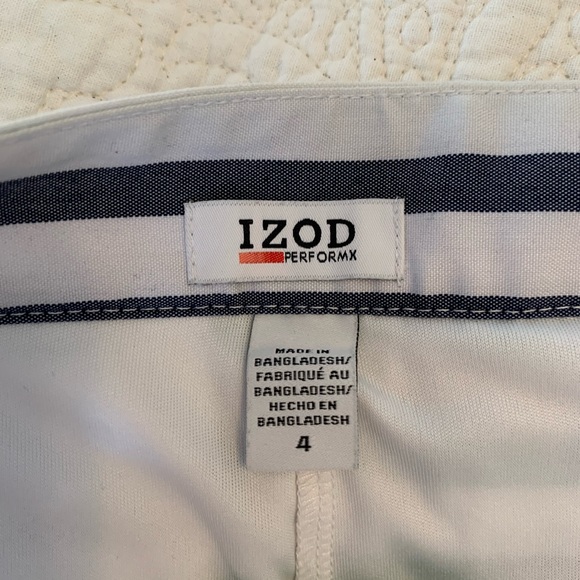 IZOD
PERFORMX
MADE IN
BANGLADESH/
FABRIQUÉ AU
BANGLADESH/
HECHO EN
BANGLADESH
4